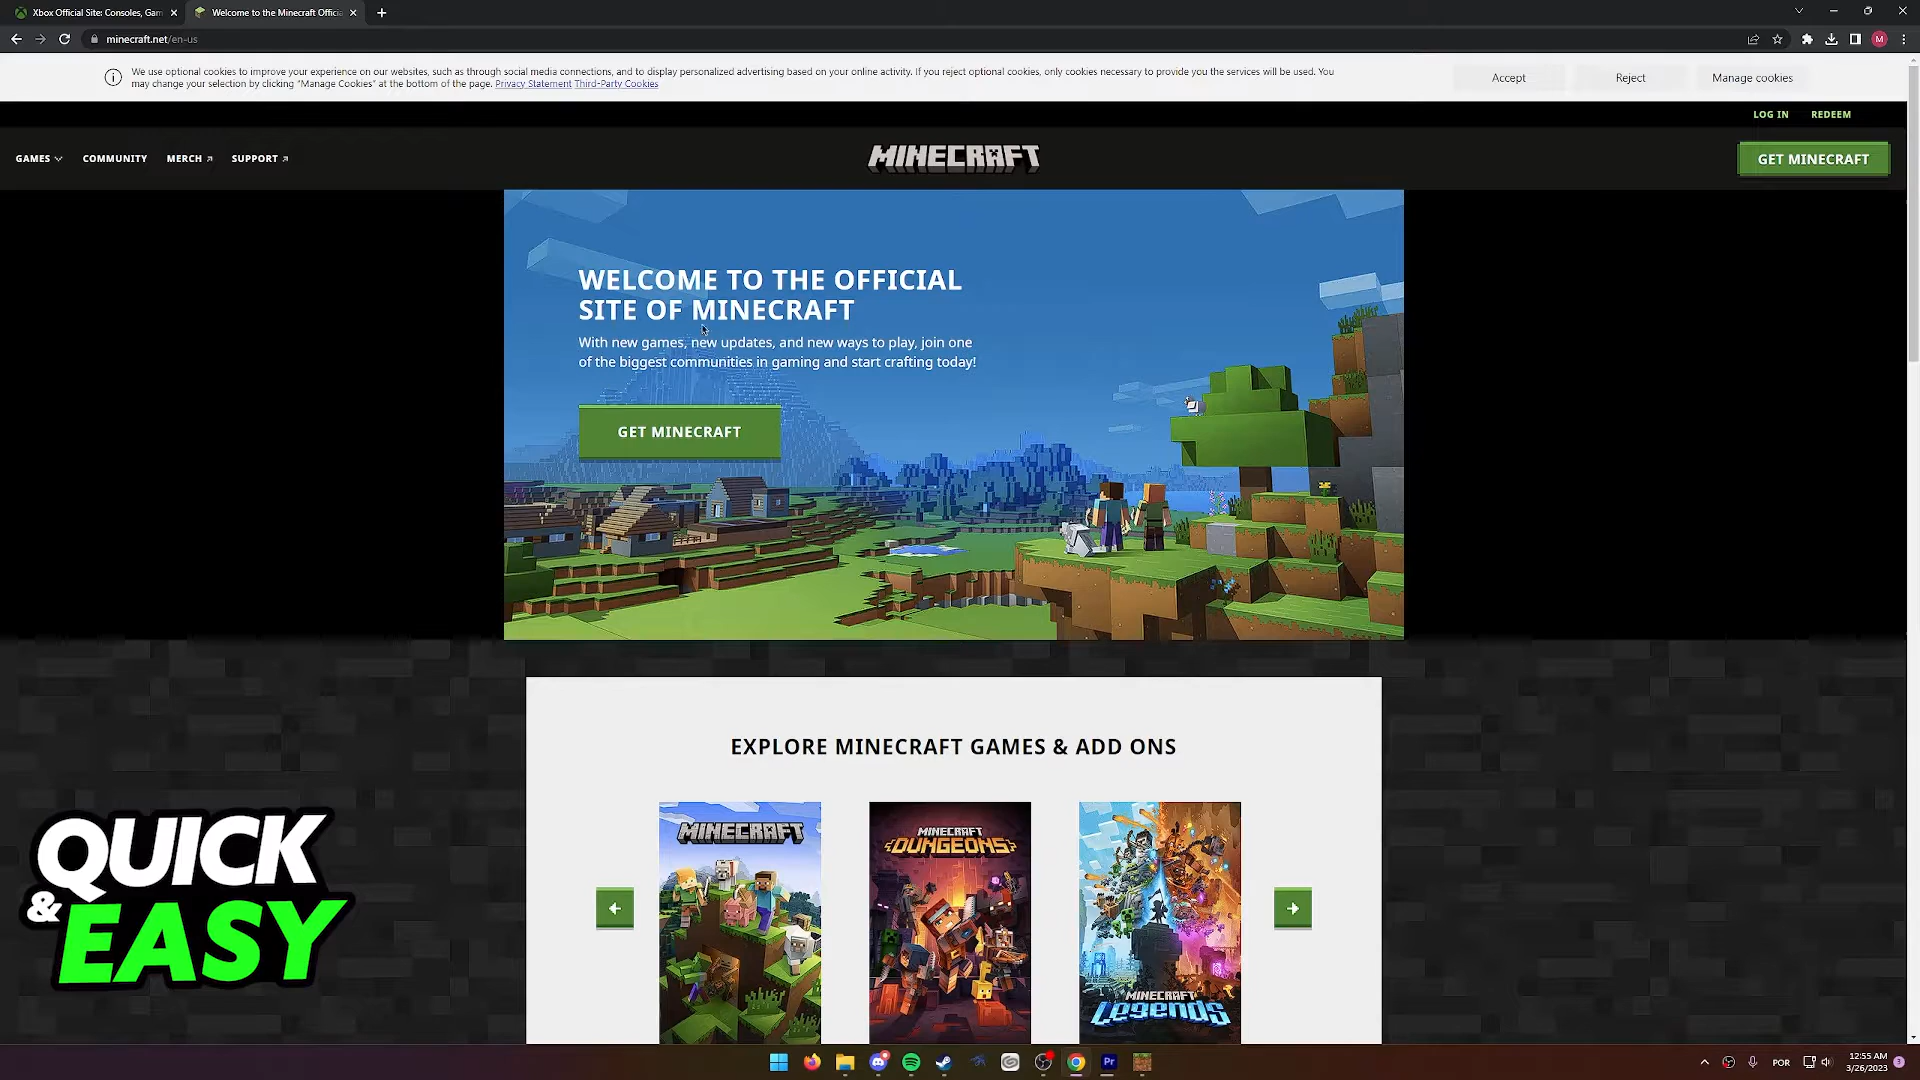 Xbox Official Site: Consoles, Gam
Welcome to the Minecraft Offici
minecraft.net/en-us
M
We use optional cookies to improve your experience on our websites, such as through social media connections, and to display personalized advertising based on your online activity. If you reject optional cookies, only cookies necessary to provide you the services will be used. You
may change your selection by clicking "Manage Cookies" at the bottom of the page. Privacy Statement Third-Party Cookies
Accept
Reject
Manage cookies
LOG IN
REDEEM
GAMES
COMMUNITY
MERCH
SUPPORT
MINECRAFT
GET MINECRAFT
WELCOME TO THE OFFICIAL
SITE OF MINECRAFT
With new games, new updates, and new ways to play, join one
of the biggest communities in gaming and start crafting today!
GET MINECRAFT
EXPLORE MINECRAFT GAMES & ADD ONS
MINECRAFT
MINECRAFT
DUNGEONS
MINECRAFT
Legends
QUICK
& EASY
Pr
POR
12:55 AM
3/26/2023
3